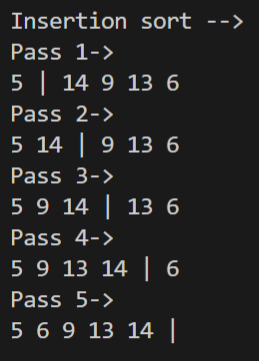 Insertion sort -->
Pass 1->
5 | 14 9 13 6
Pass 2->
5 14 | 9 13 6
Pass 3->
5 9 14 | 13 6
Pass 4->
5 9 13 14 | 6
Pass 5->
5 6 9 13 14 |